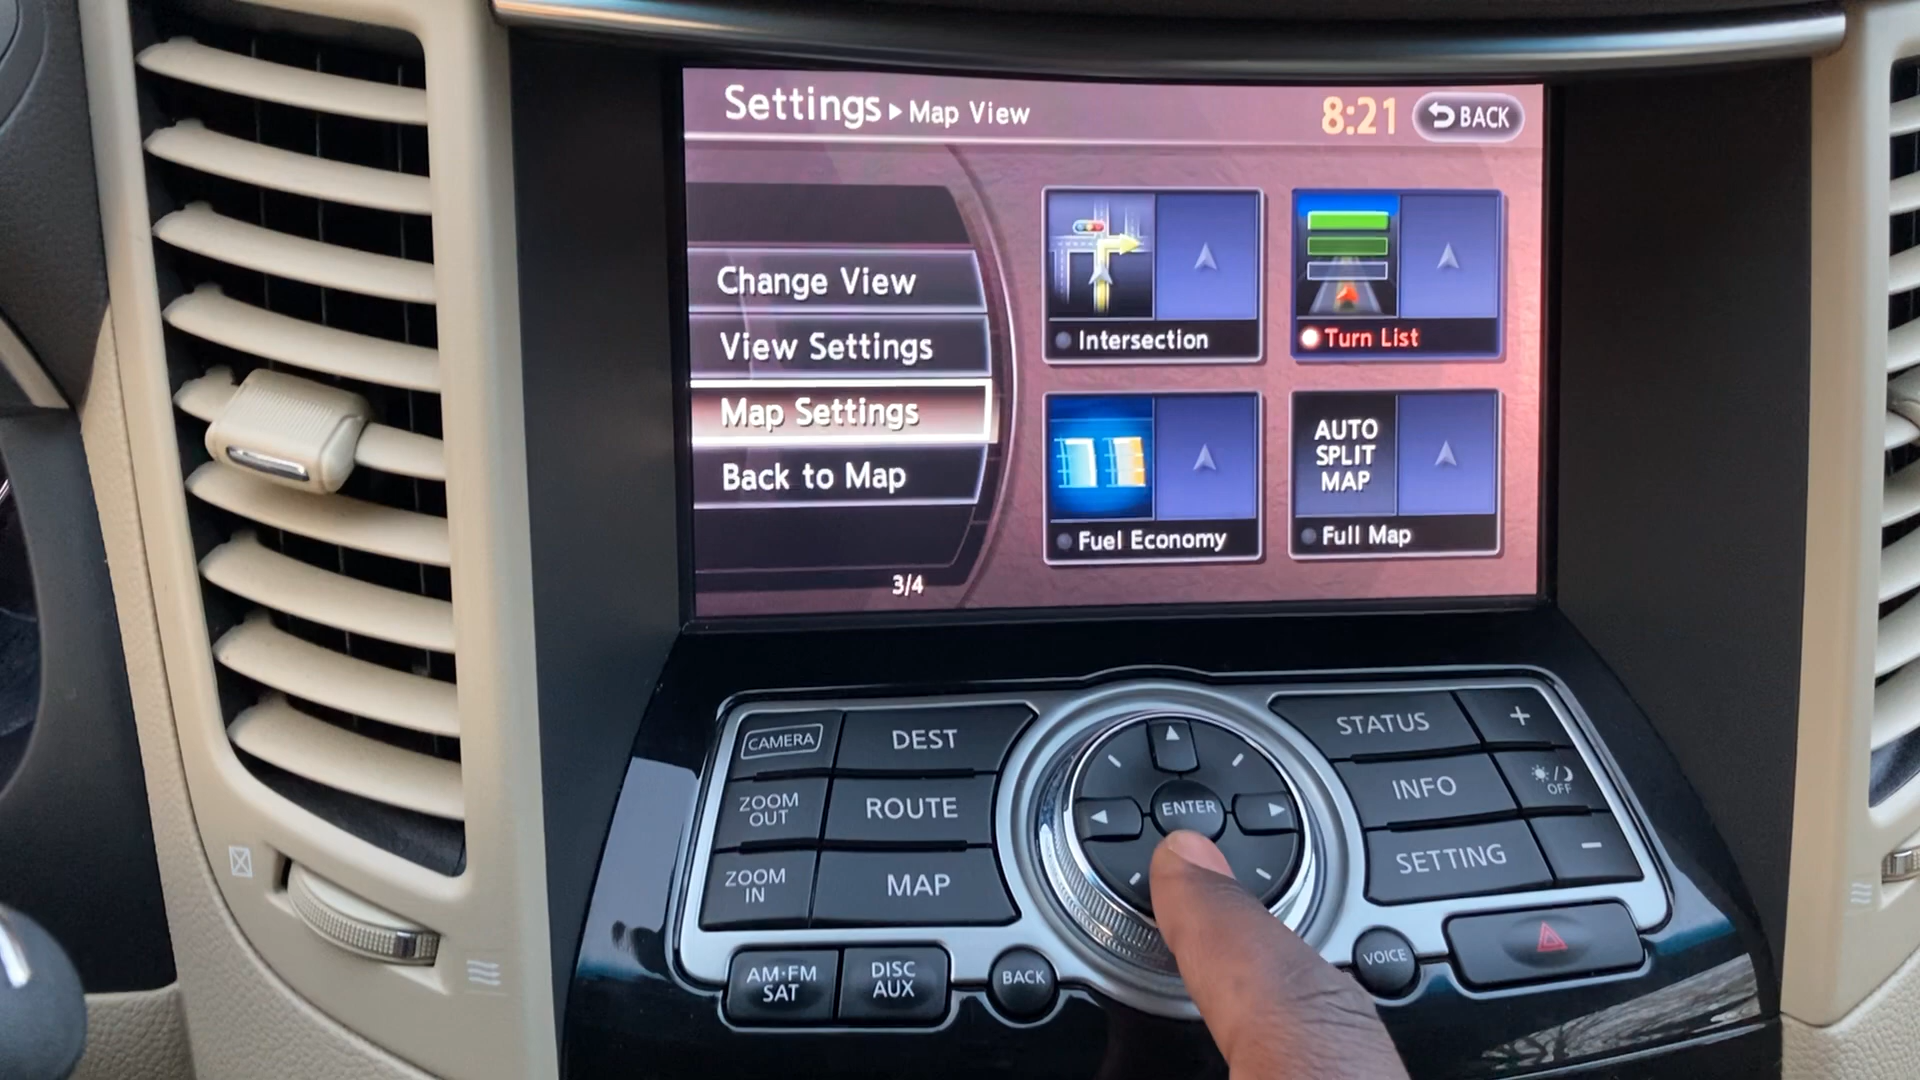 Settings ▸ Map View
8:21
BACK
Change View
View Settings
Map Settings
Back to Map
3/4
Intersection
Turn List
Fuel Economy
AUTO
SPLIT
MAP
Full Map
CAMERA
DEST
ZOOM
OUT
ROUTE
ZOOM
IN
MAP
ENTER
STATUS
+
INFO
OFF
SETTING
−
AM·FM
SAT
DISC
AUX
BACK
VOICE